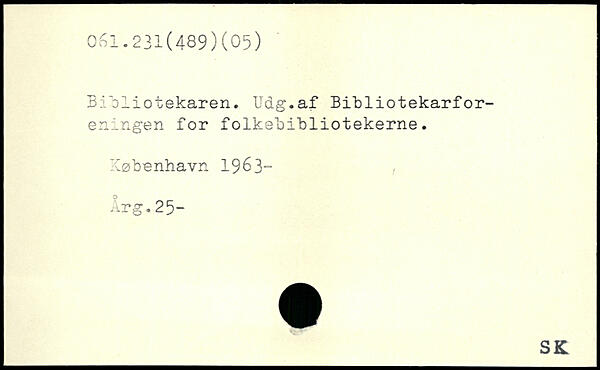 061.231(489)(05)
Bibliotekaren. Udg.af Bibliotekarfor-
eningen for folkebibliotekerne.
København 1963-
Årg.25-
SK